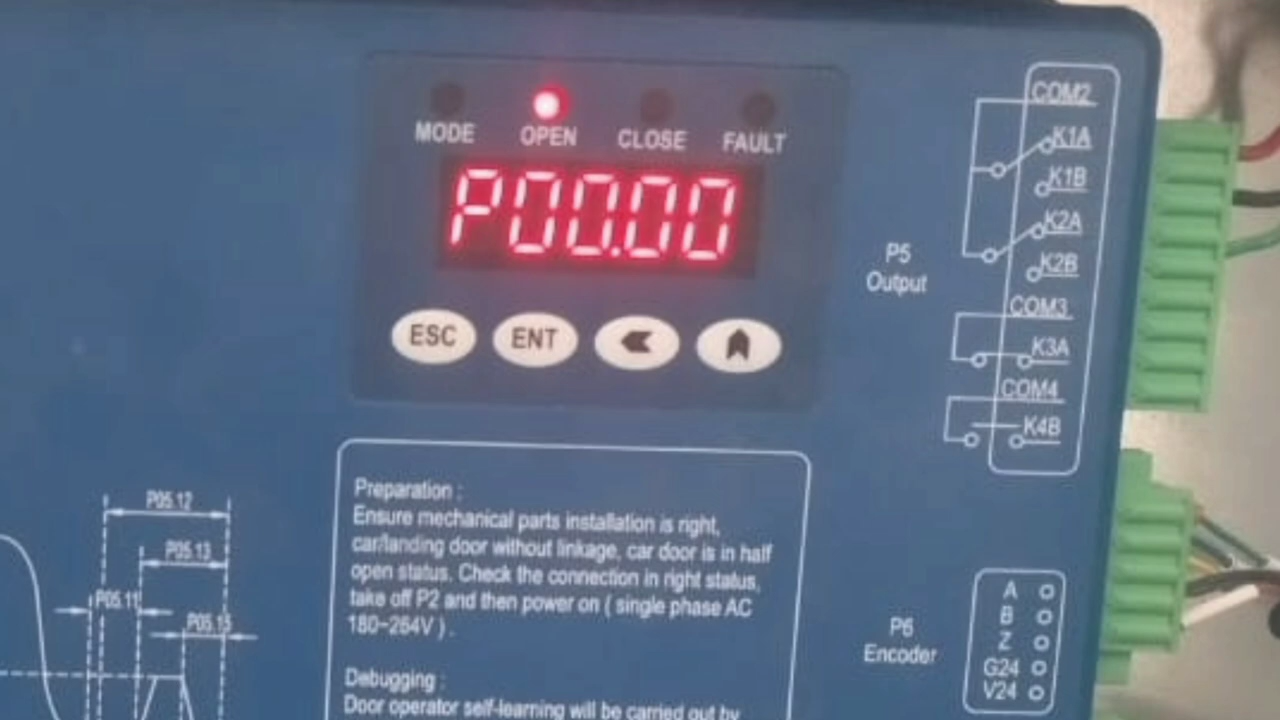 MODE OPEN CLOSE FAULT
P00.00
ESC ENT
COM2
K1A
K1B
K2A
K2B
COM3
K3A
COM4
K4B
P5
Output
P05.12
P05.13
P05.11
P05.15
Preparation :
Ensure mechanical parts installation is right,
car/landing door without linkage, car door is in half
open status. Check the connection in right status,
take off P2 and then power on ( single phase AC
180~264V ) .
Debugging :
Door operator self-learning will be carried out by
P6
Encoder
A
B
Z
G24
V24